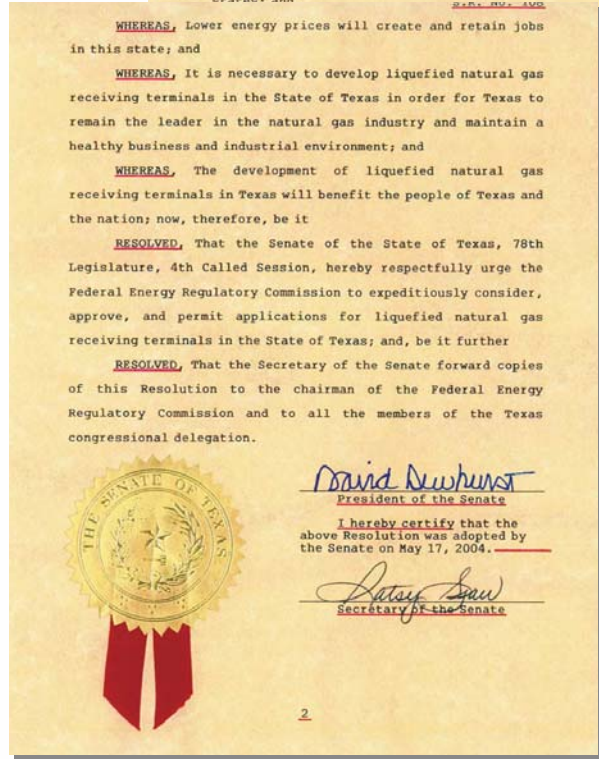 S.R. No. 108
WHEREAS, Lower energy prices will create and retain jobs
in this state; and
WHEREAS, It is necessary to develop liquefied natural gas
receiving terminals in the State of Texas in order for Texas to
remain the leader in the natural gas industry and maintain a
healthy business and industrial environment; and
WHEREAS, The development of liquefied natural gas
receiving terminals in Texas will benefit the people of Texas and
the nation; now, therefore, be it
RESOLVED, That the Senate of the State of Texas, 78th
Legislature, 4th Called Session, hereby respectfully urge the
Federal Energy Regulatory Commission to expeditiously consider,
approve, and permit applications for liquefied natural gas
receiving terminals in the State of Texas; and, be it further
RESOLVED, That the Secretary of the Senate forward copies
of this Resolution to the chairman of the Federal Energy
Regulatory Commission and to all the members of the Texas
congressional delegation.
THE SENATE OF TEXAS
David Dewhurst
President of the Senate
I hereby certify that the
above Resolution was adopted by
the Senate on May 17, 2004.
Patsy Spaw
Secretary of the Senate
2